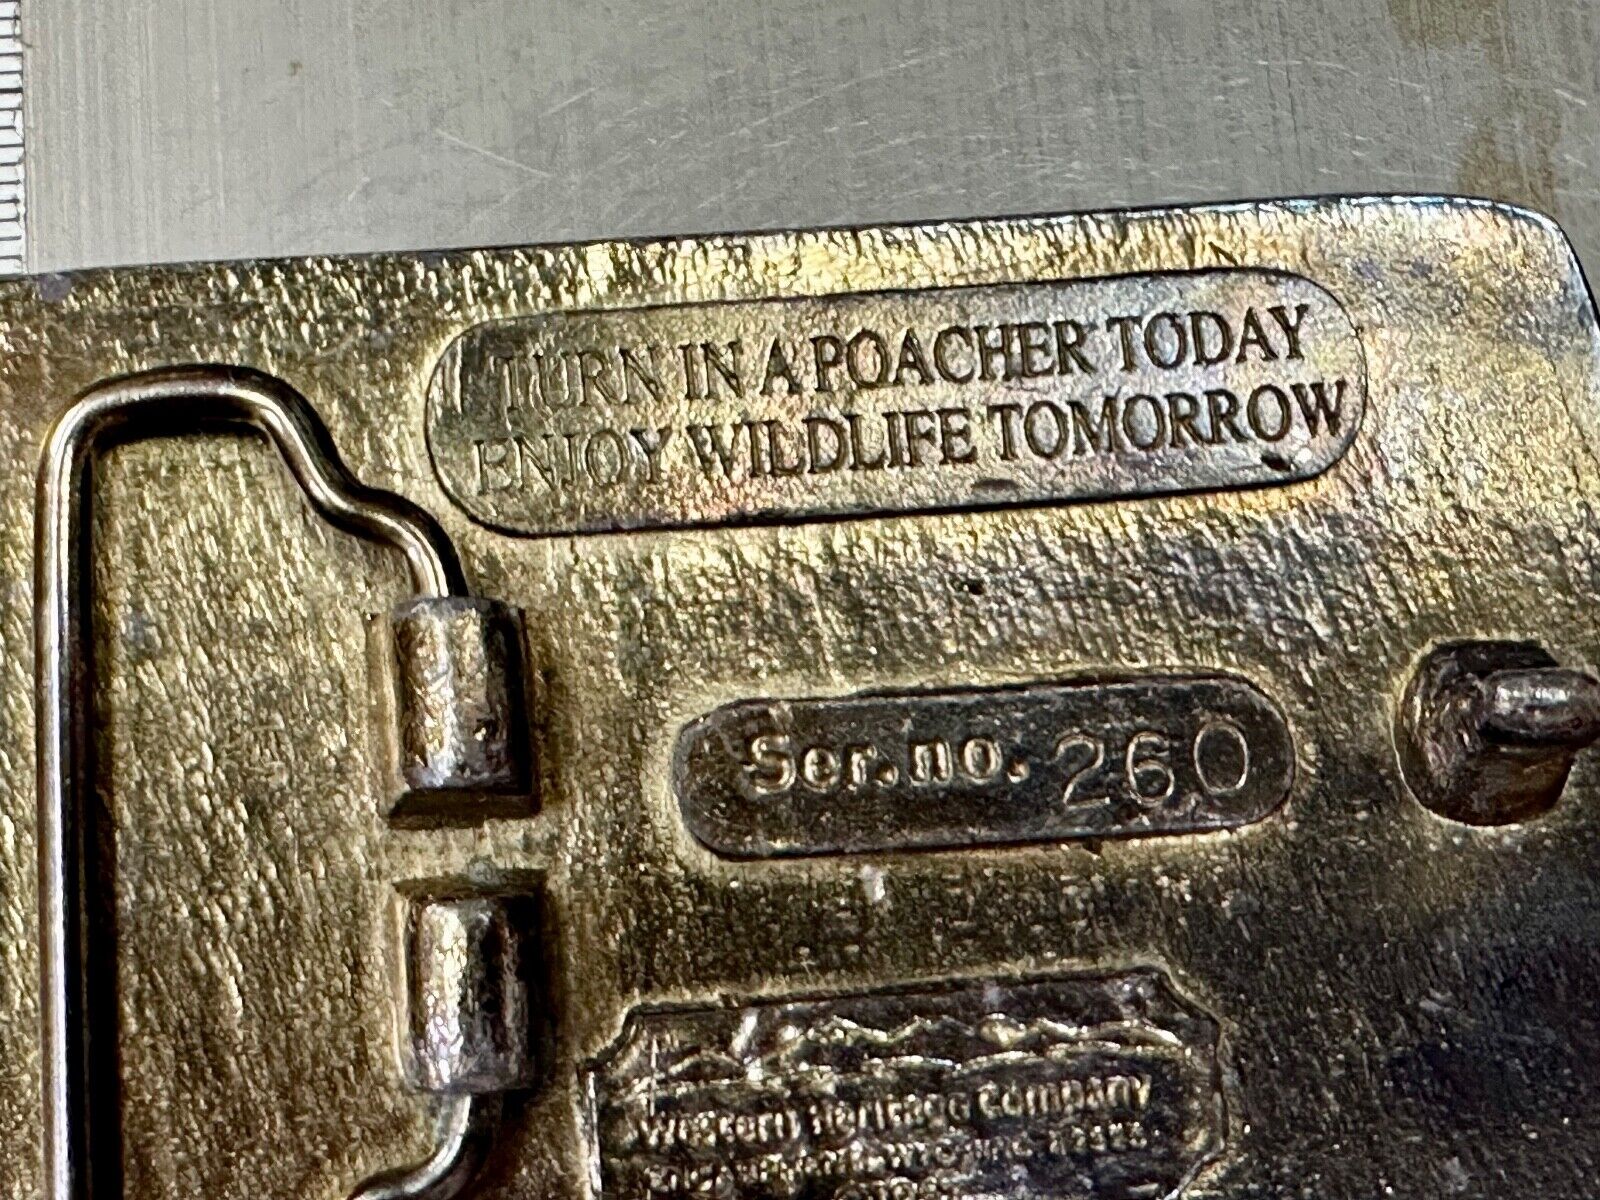 TURN IN A POACHER TODAY
ENJOY WILDLIFE TOMORROW
Ser.no. 260
Western Heritage Company